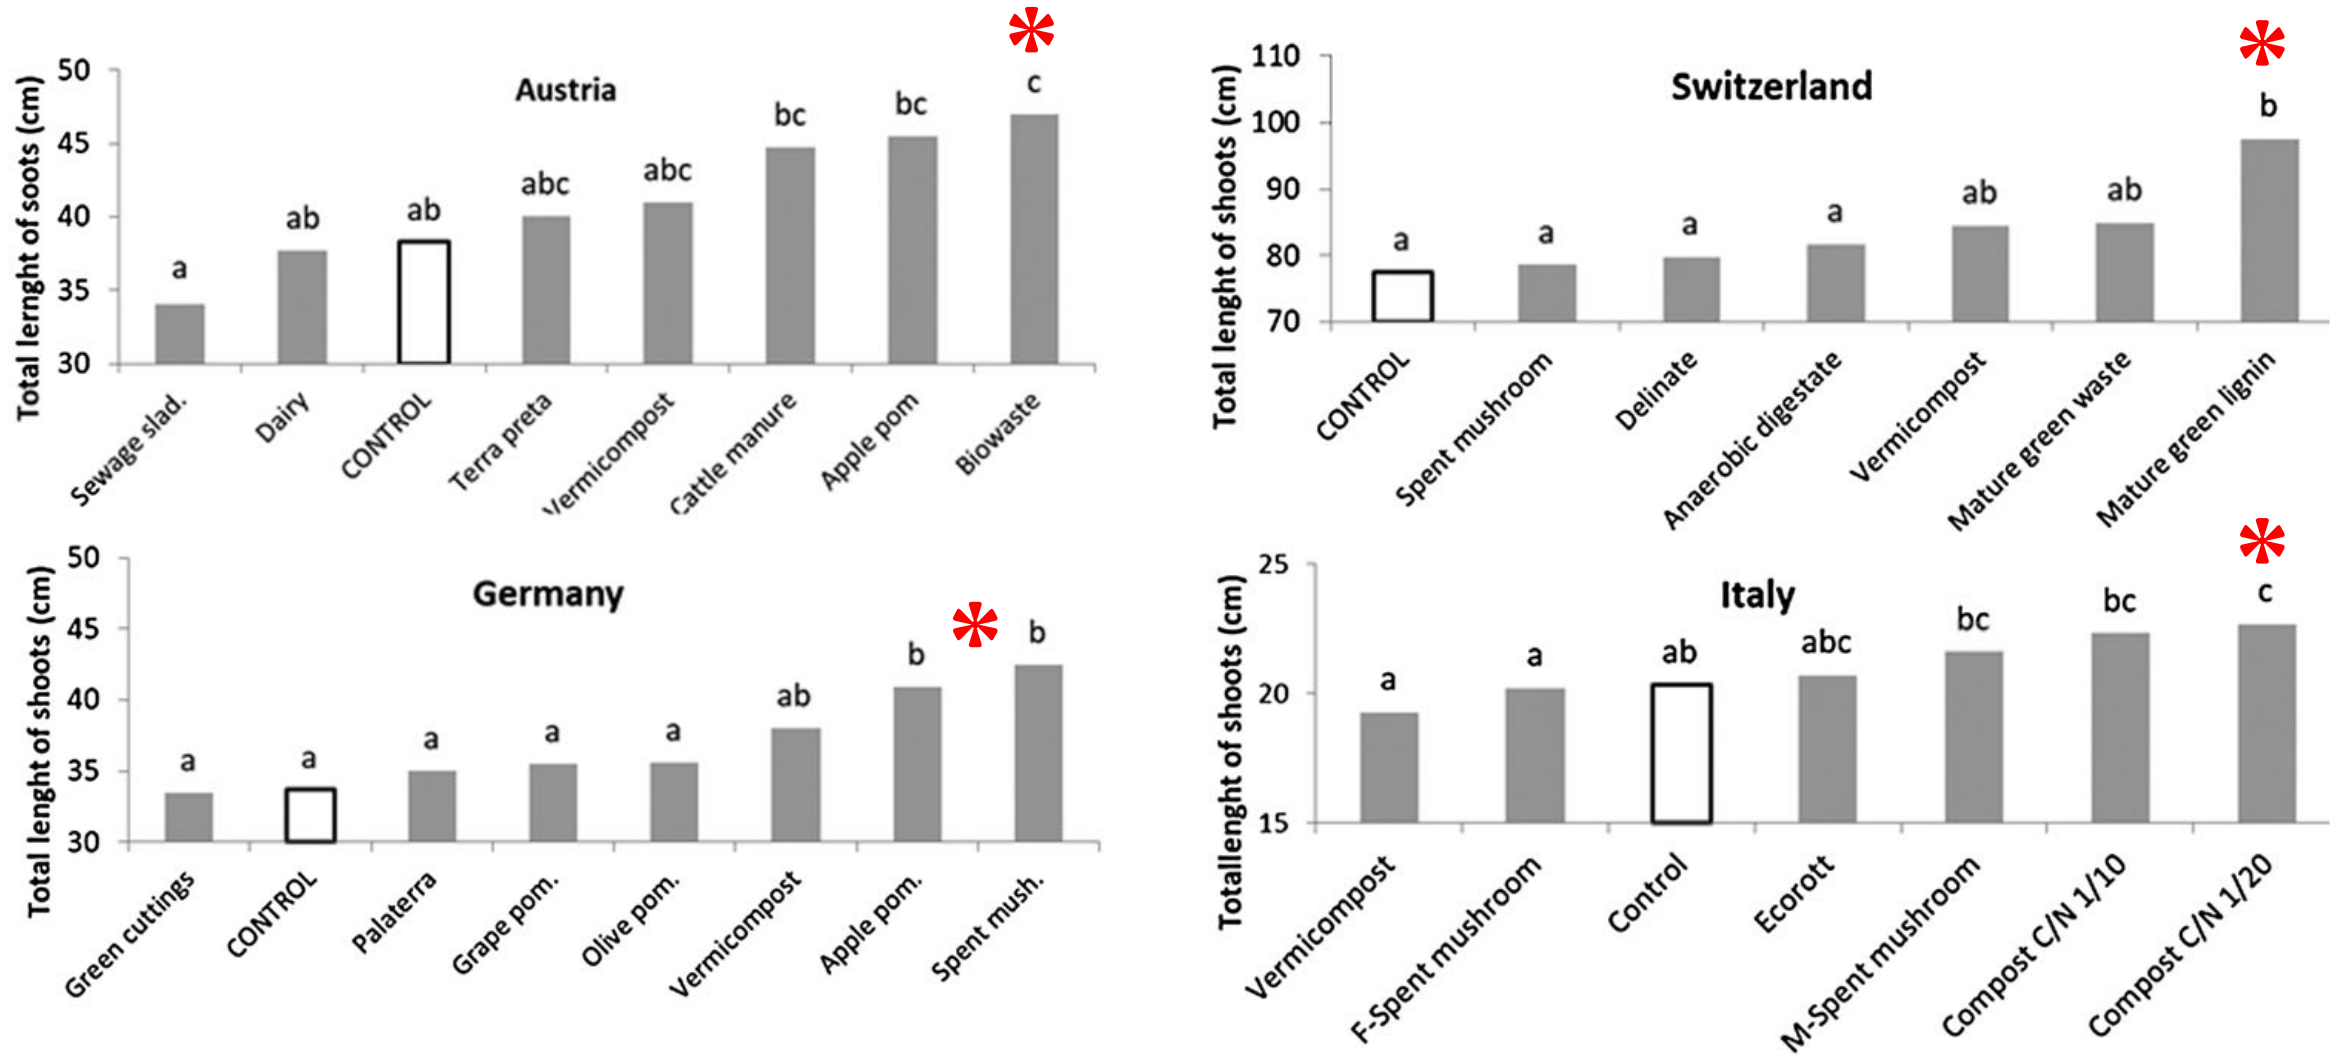 Austria
Total lernght of soots (cm)
50
45
40
35
30
a
ab
ab
abc
abc
bc
bc
c
Sewage slad.
Dairy
CONTROL
Terra preta
Vermicompost
Cattle manure
Apple pom
Biowaste
Switzerland
Total lenght of shoots (cm)
110
100
90
80
70
a
a
a
a
ab
ab
b
CONTROL
Spent mushroom
Delinate
Anaerobic digestate
Vermicompost
Mature green waste
Mature green lignin
Germany
Total lenght of shoots (cm)
50
45
40
35
30
a
a
a
a
a
ab
b
b
Green cuttings
CONTROL
Palaterra
Grape pom.
Olive pom.
Vermicompost
Apple pom.
Spent mush.
Italy
Totallenght of shoots (cm)
25
20
15
a
a
ab
abc
bc
bc
c
Vermicompost
F-Spent mushroom
Control
Ecorott
M-Spent mushroom
Compost C/N 1/10
Compost C/N 1/20